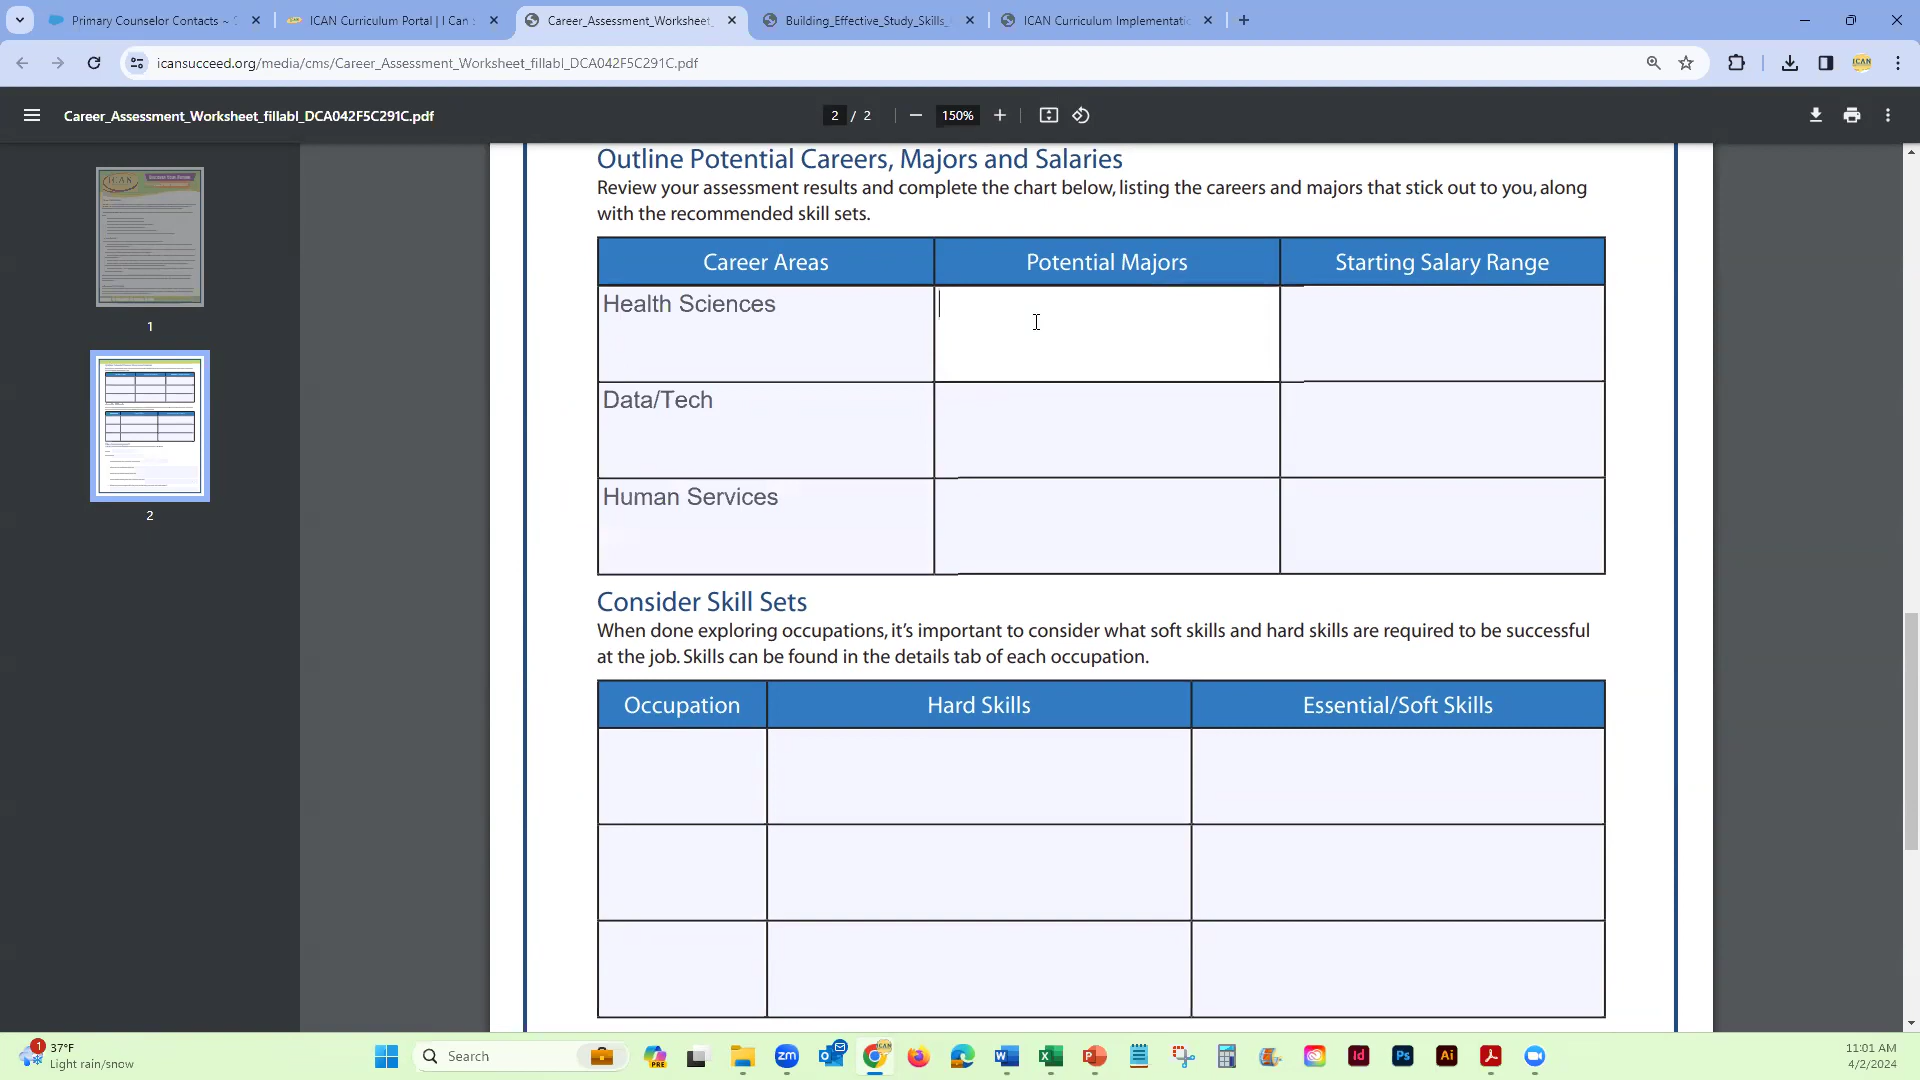 Primary Counselor Contacts ~
ICAN Curriculum Portal | I Can
Career_Assessment_Worksheet_
Building_Effective_Study_Skills_
ICAN Curriculum Implementatio
icansucceed.org/media/cms/Career_Assessment_Worksheet_fillabl_DCA042F5C291C.pdf
Career_Assessment_Worksheet_fillabl_DCA042F5C291C.pdf
2 / 2
150%
1
2
Outline Potential Careers, Majors and Salaries
Review your assessment results and complete the chart below, listing the careers and majors that stick out to you, along
with the recommended skill sets.
Career Areas
Potential Majors
Starting Salary Range
Health Sciences
Data/Tech
Human Services
Consider Skill Sets
When done exploring occupations, it's important to consider what soft skills and hard skills are required to be successful
at the job. Skills can be found in the details tab of each occupation.
Occupation
Hard Skills
Essential/Soft Skills
1
37°F
Light rain/snow
Search
11:01 AM
4/2/2024